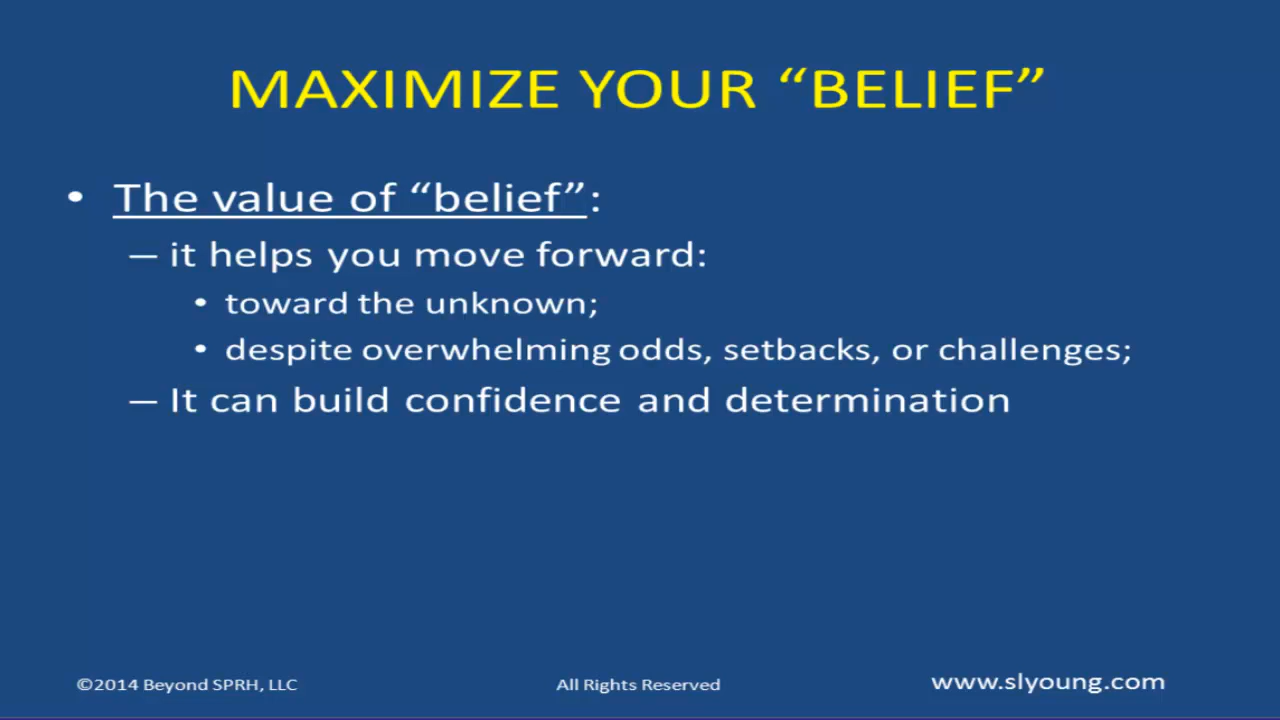 MAXIMIZE YOUR “BELIEF”
• The value of “belief”:
– it helps you move forward:
• toward the unknown;
• despite overwhelming odds, setbacks, or challenges;
– It can build confidence and determination
©2014 Beyond SPRH, LLC
All Rights Reserved
www.slyoung.com